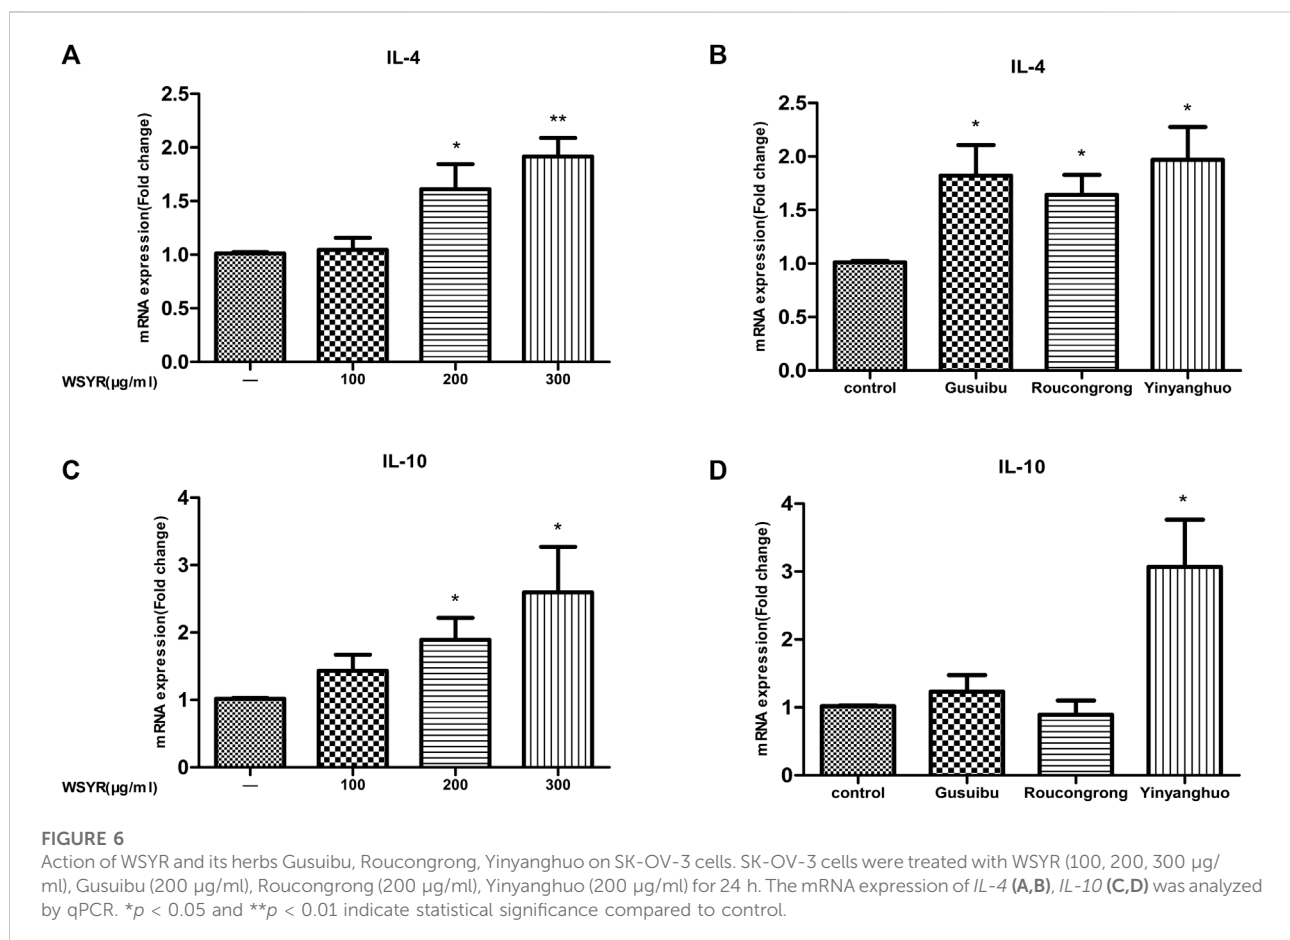 A
IL-4
mRNA expression(Fold change)
2.5
2.0
1.5
1.0
0.5
0.0
* **
WSYR(µg/ml) — 100 200 300
B
IL-4
mRNA expression(Fold change)
2.5
2.0
1.5
1.0
0.5
0.0
* * *
control Gusuibu Roucongrong Yinyanghuo
C
IL-10
mRNA expression(Fold change)
4
3
2
1
0
* *
WSYR(µg/ml) — 100 200 300
D
IL-10
mRNA expression(Fold change)
4
3
2
1
0
*
control Gusuibu Roucongrong Yinyanghuo
FIGURE 6
Action of WSYR and its herbs Gusuibu, Roucongrong, Yinyanghuo on SK-OV-3 cells. SK-OV-3 cells were treated with WSYR (100, 200, 300 µg/
ml), Gusuibu (200 µg/ml), Roucongrong (200 µg/ml), Yinyanghuo (200 µg/ml) for 24 h. The mRNA expression of IL-4 (A,B), IL-10 (C,D) was analyzed
by qPCR. *p < 0.05 and **p < 0.01 indicate statistical significance compared to control.